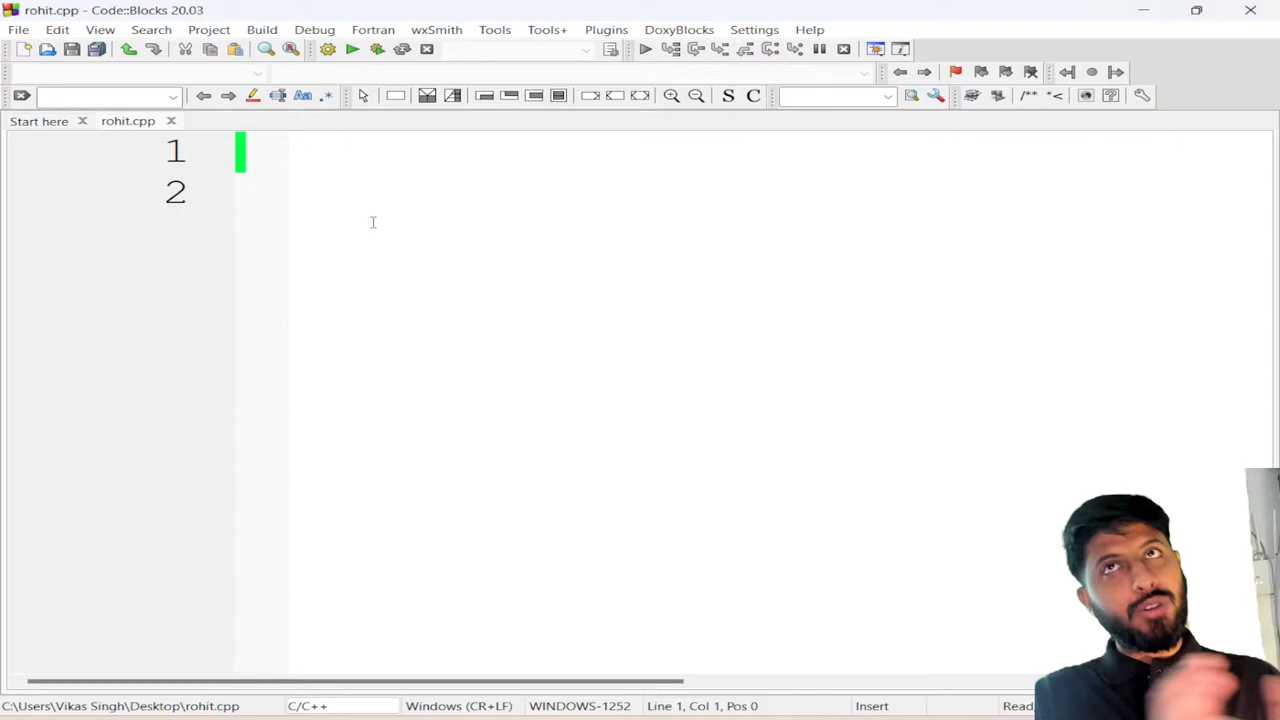 rohit.cpp - Code::Blocks 20.03
File Edit View Search Project Build Debug Fortran wxSmith Tools Tools+ Plugins DoxyBlocks Settings Help
S C /** *<
Start here rohit.cpp
1
2
C:\Users\Vikas Singh\Desktop\rohit.cpp C/C++ Windows (CR+LF) WINDOWS-1252 Line 1, Col 1, Pos 0 Insert Read